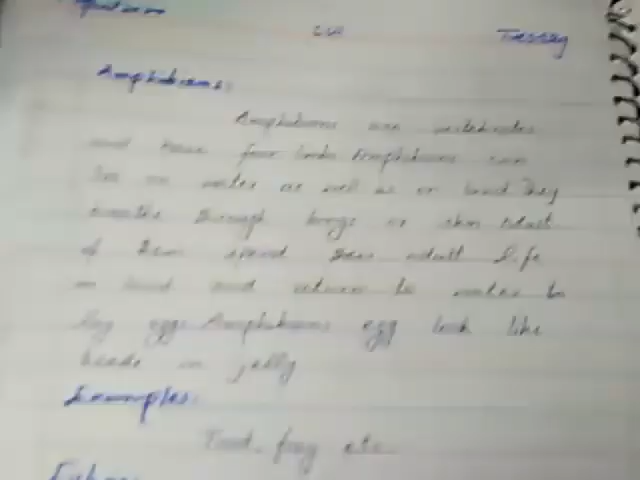 CW Tuesday
Amphibians:
Amphibians are vertebrates
and have four limbs Amphibians can
live on water as well as on land They
breathe through lungs or skin Most
of them spend their adult life
on land and return to water to
lay eggs Amphibians egg look like
beads in jelly
Examples:
Toad, frog etc